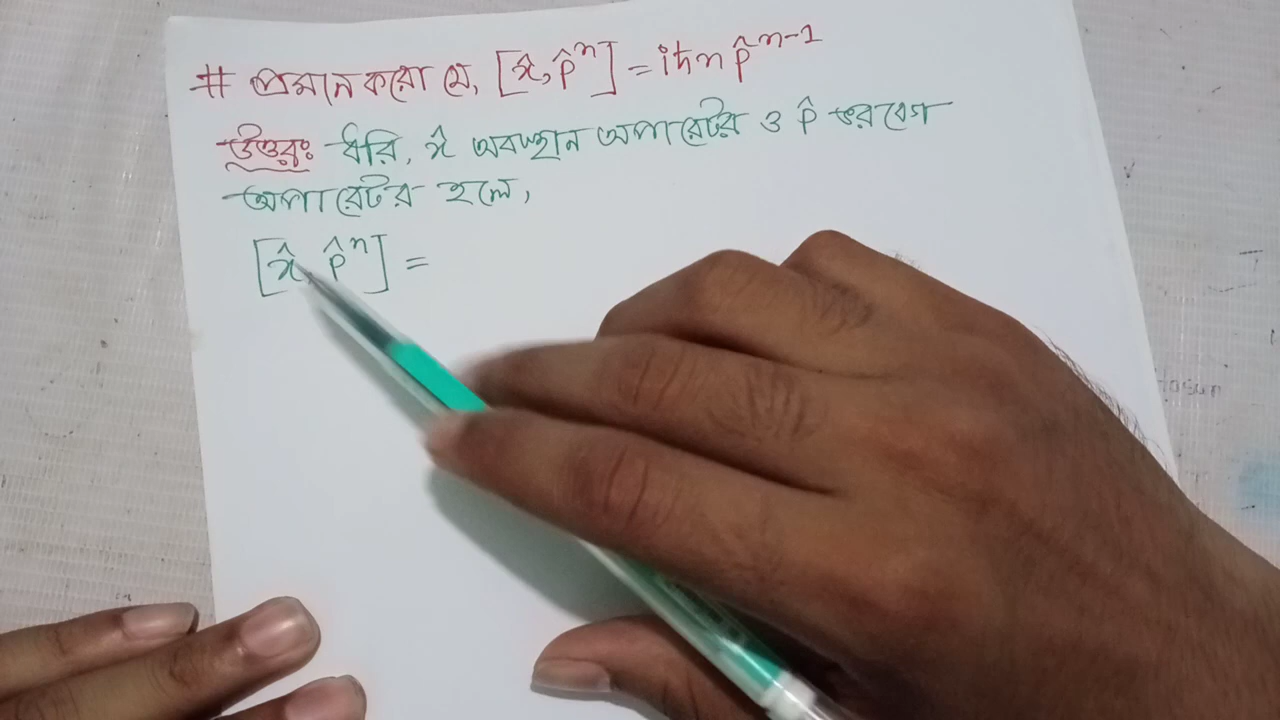 # প্রমান করো যে, [x̂, p̂ⁿ] = iħn p̂ⁿ⁻¹
উত্তরঃ ধরি, x̂ অবস্থান অপারেটর ও p̂ ভরবেগ
অপারেটর হলে,
[x̂, p̂ⁿ] =